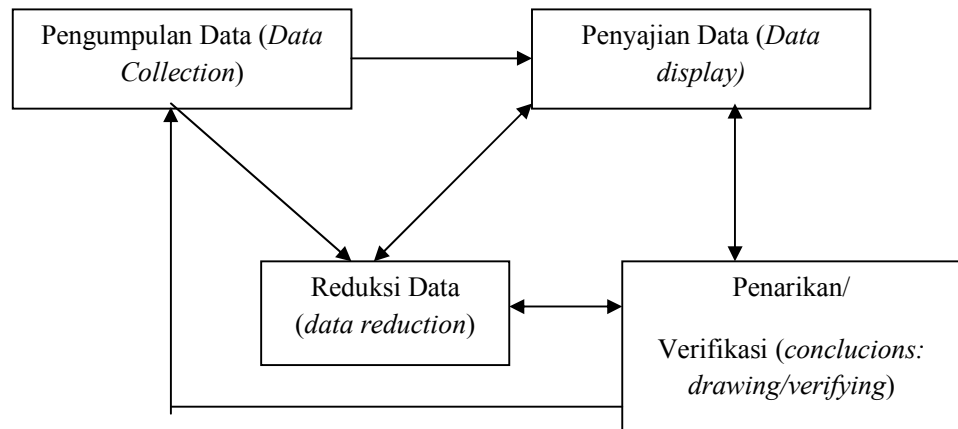 Pengumpulan Data (Data
Collection)
Penyajian Data (Data
display)
Reduksi Data
(data reduction)
Penarikan/
Verifikasi (conclucions:
drawing/verifying)